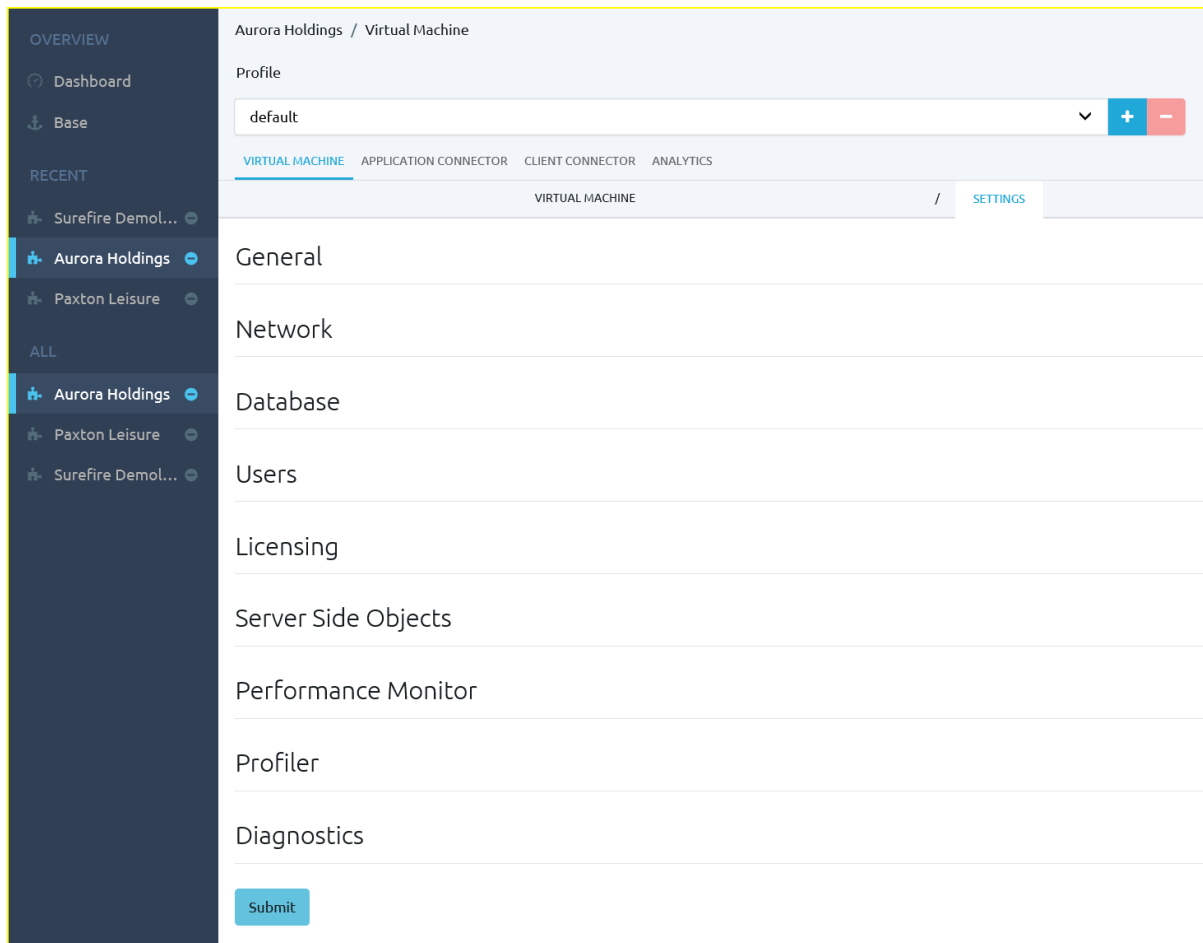 OVERVIEW
Dashboard
Base
RECENT
Surefire Demol...
Aurora Holdings
Paxton Leisure
ALL
Aurora Holdings
Paxton Leisure
Surefire Demol...
Aurora Holdings / Virtual Machine
Profile
default
VIRTUAL MACHINE APPLICATION CONNECTOR CLIENT CONNECTOR ANALYTICS
VIRTUAL MACHINE / SETTINGS
General
Network
Database
Users
Licensing
Server Side Objects
Performance Monitor
Profiler
Diagnostics
Submit